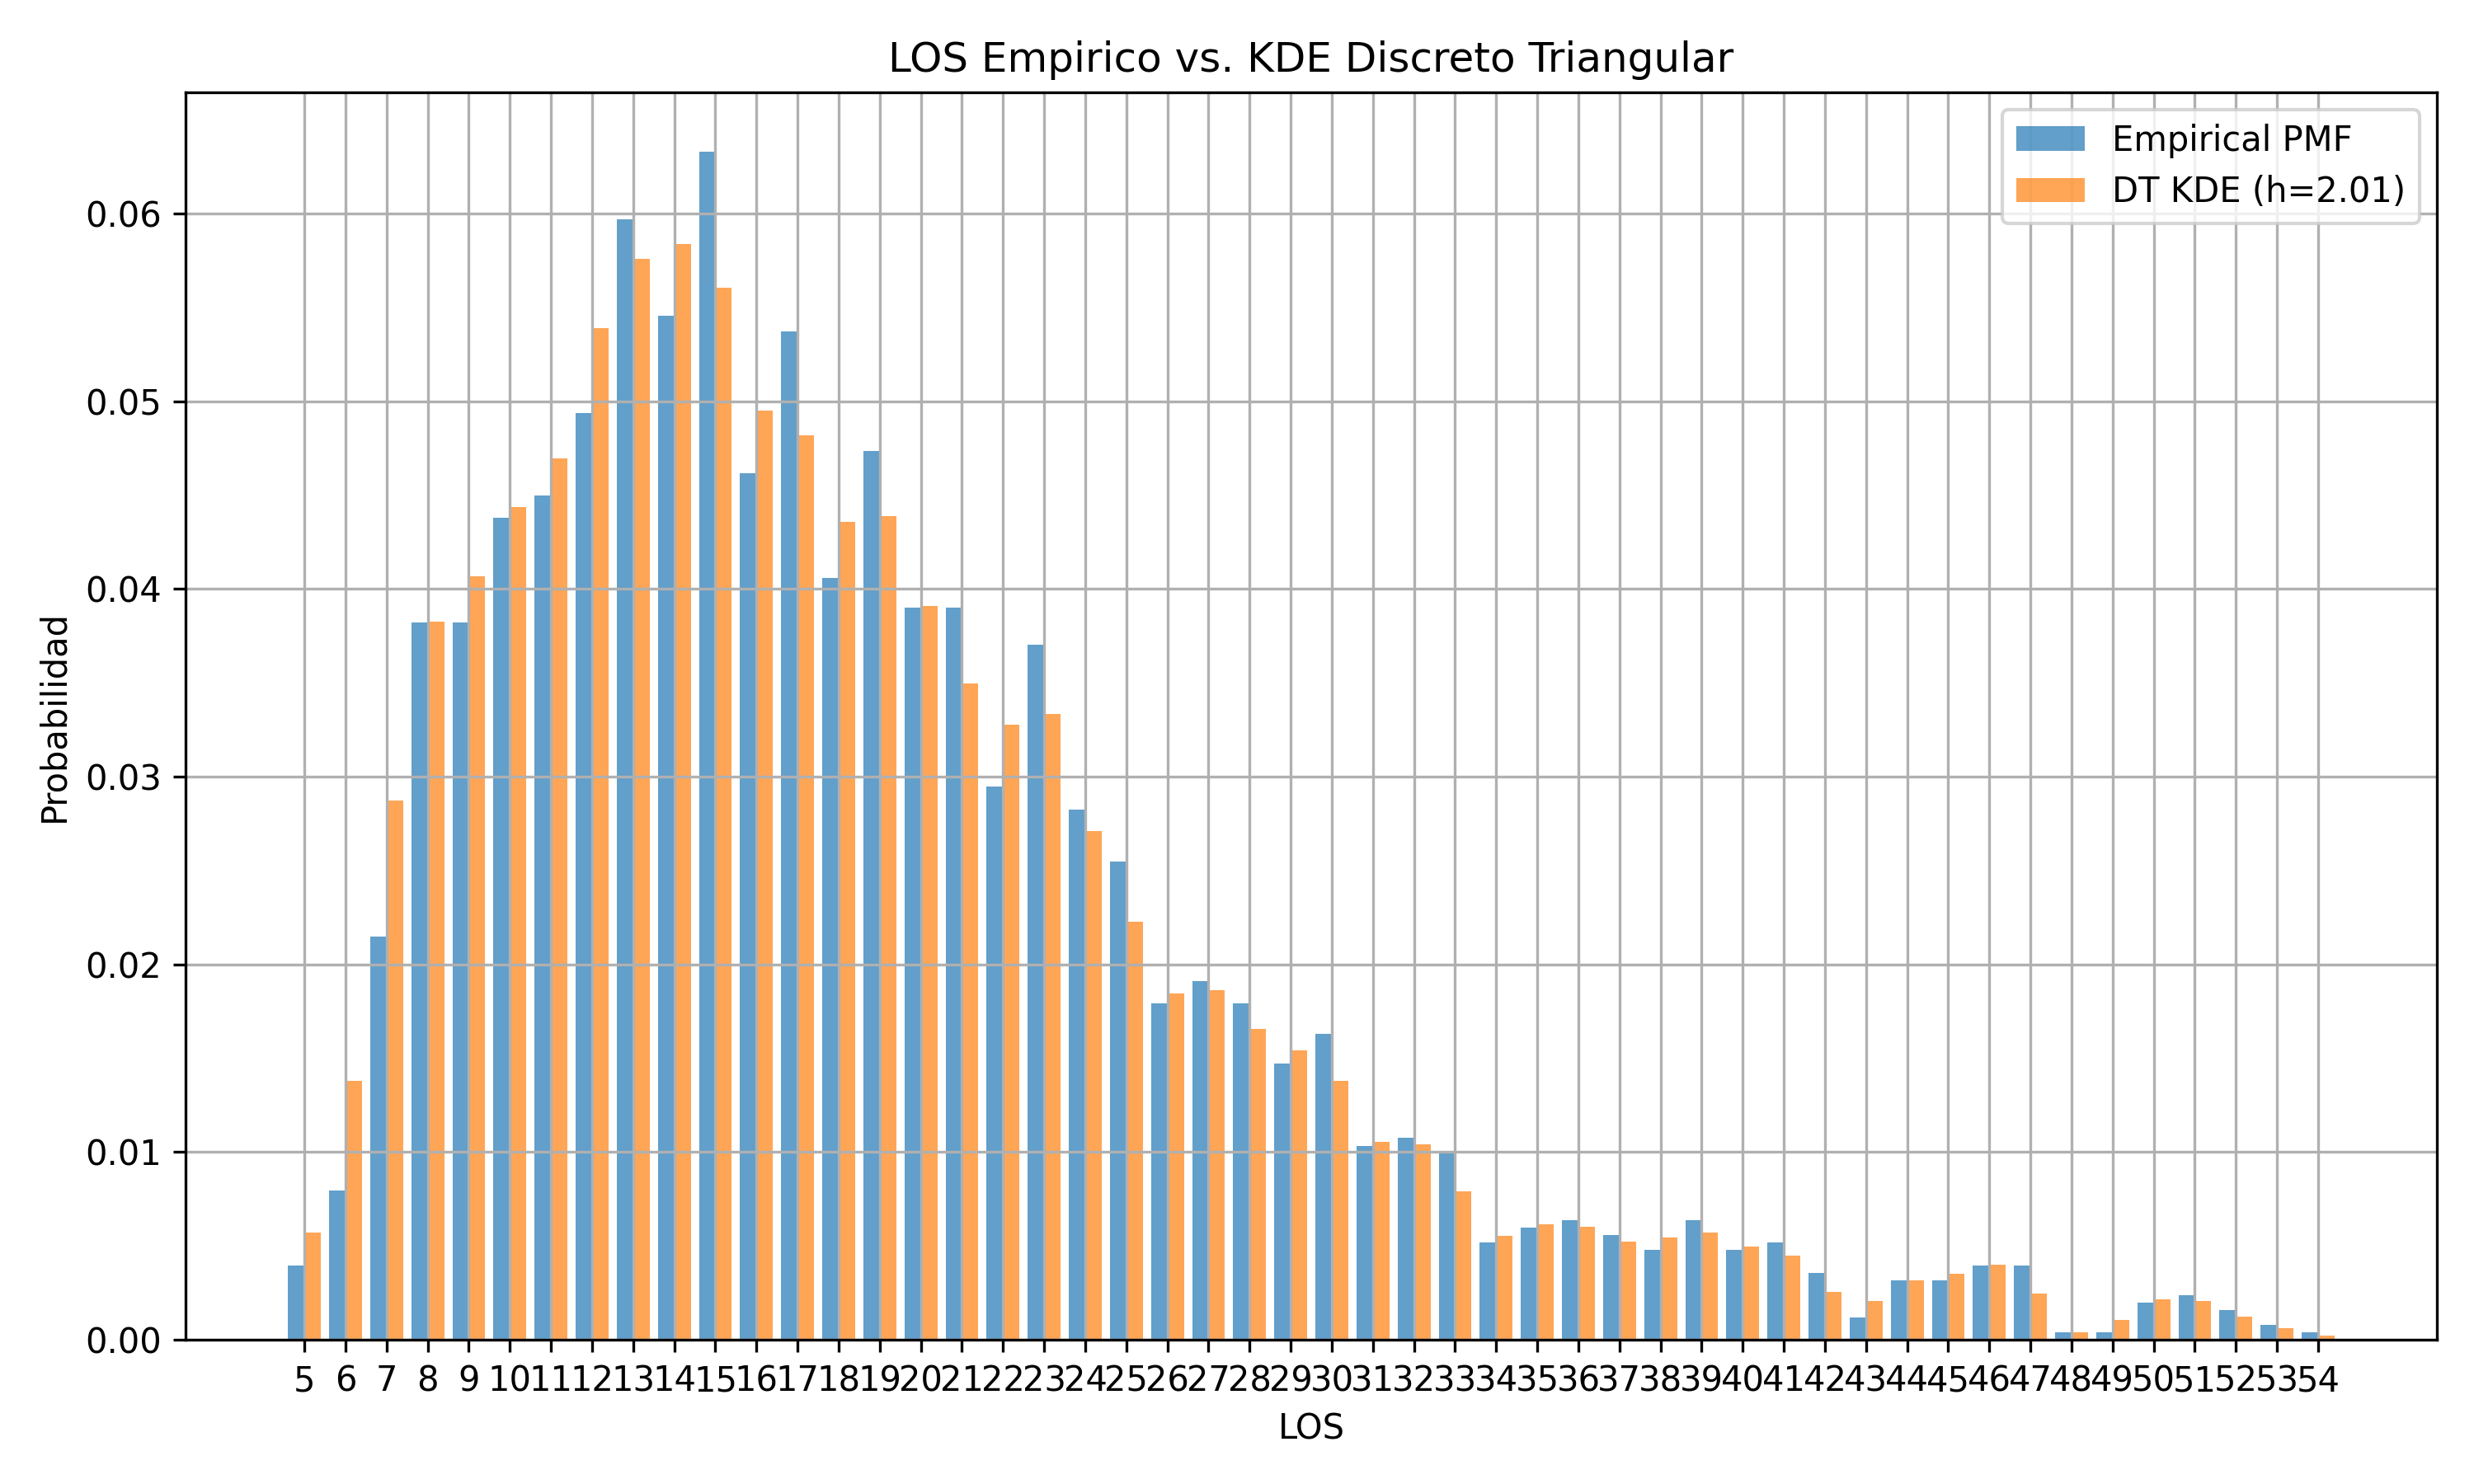 LOS Empirico vs. KDE Discreto Triangular
Empirical PMF
DT KDE (h=2.01)
0.06
0.05
0.04
0.03
0.02
0.01
0.00
Probabilidad
5 6 7 8 9 10 11 12 13 14 15 16 17 18 19 20 21 22 23 24 25 26 27 28 29 30 31 32 33 34 35 36 37 38 39 40 41 42 43 44 45 46 47 48 49 50 51 52 53 54
LOS